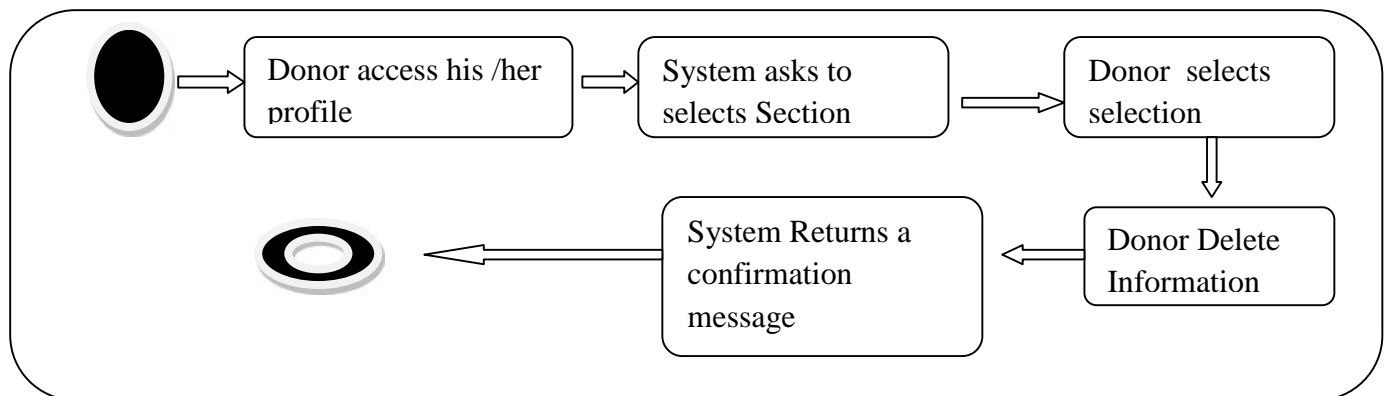 Donor access his /her
profile
System asks to
selects Section
Donor  selects
selection
Donor Delete
Information
System Returns a
confirmation
message